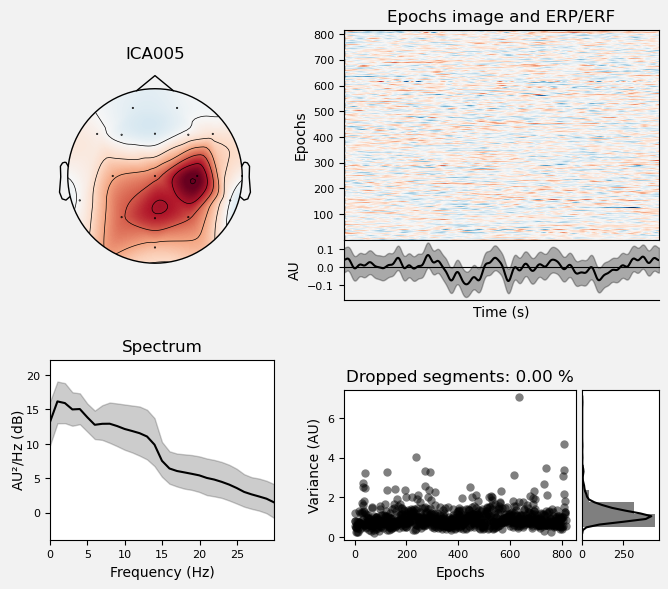 ICA005
Epochs image and ERP/ERF
Epochs
800
700
600
500
400
300
200
100
AU
0.1
0.0
−0.1
Time (s)
Spectrum
AU²/Hz (dB)
20
15
10
5
0
0 5 10 15 20 25
Frequency (Hz)
Dropped segments: 0.00 %
Variance (AU)
6
4
2
0
0 200 400 600 800
Epochs
0 250